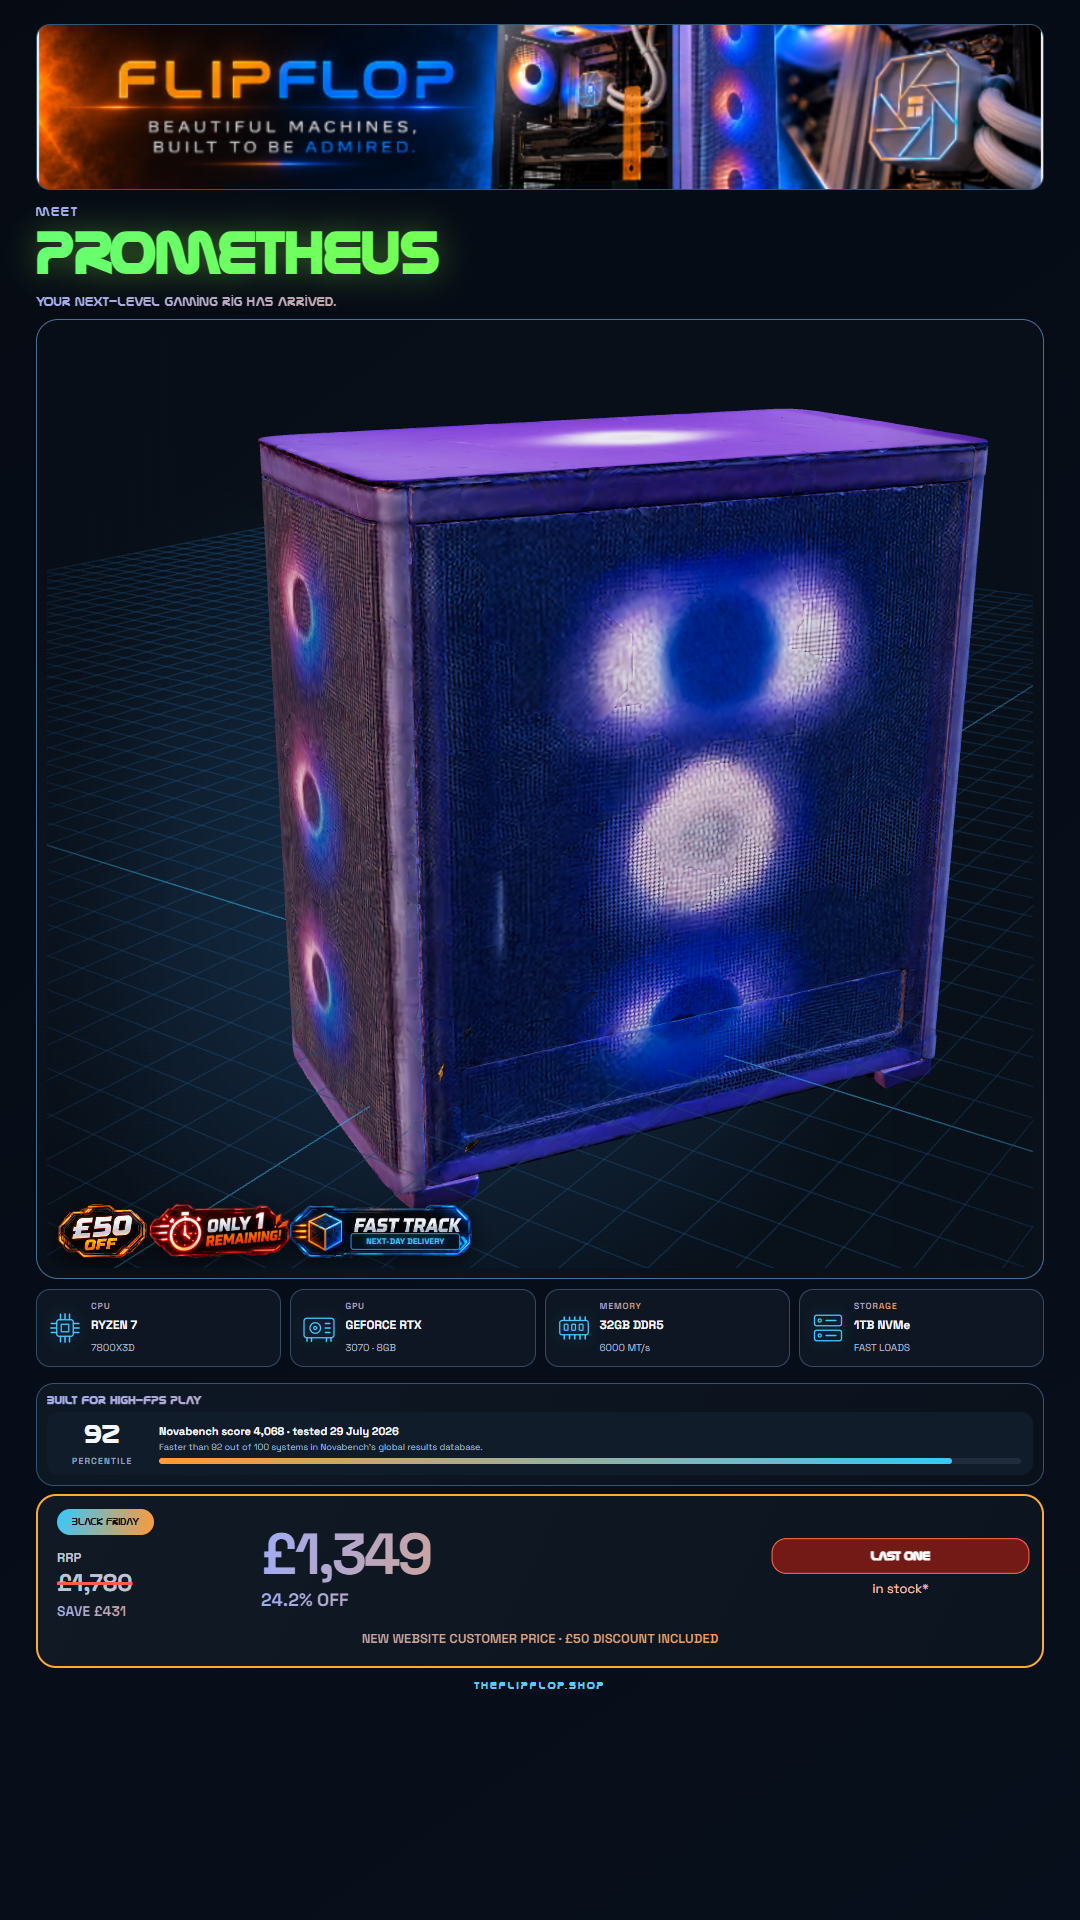 FLIPFLOP
BEAUTIFUL MACHINES,
BUILT TO BE ADMIRED.
MEET
PROMETHEUS
YOUR NEXT-LEVEL GAMING RIG HAS ARRIVED.
£50 OFF
ONLY 1 REMAINING!
FAST TRACK
NEXT-DAY DELIVERY
CPU
RYZEN 7
7800X3D
GPU
GEFORCE RTX
3070 · 8GB
MEMORY
32GB DDR5
6000 MT/s
STORAGE
1TB NVMe
FAST LOADS
BUILT FOR HIGH-FPS PLAY
92
PERCENTILE
Novabench score 4,068 · tested 29 July 2026
Faster than 92 out of 100 systems in Novabench's global results database.
BLACK FRIDAY
RRP
£1,780
SAVE £431
£1,349
24.2% OFF
LAST ONE
in stock*
NEW WEBSITE CUSTOMER PRICE · £50 DISCOUNT INCLUDED
THEFLIPFLOP.SHOP